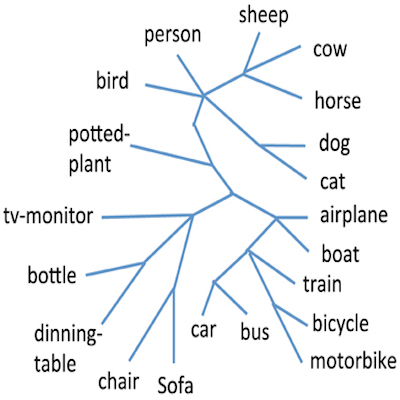 sheep
person
cow
bird
horse
potted-
plant
dog
cat
tv-monitor
airplane
boat
bottle
train
dinning-
table
car
bus
bicycle
motorbike
chair
Sofa